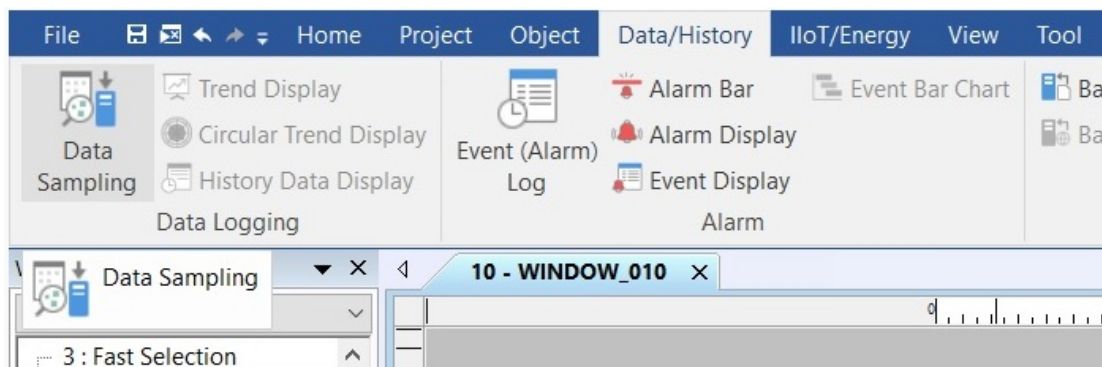 File Home Project Object Data/History IIoT/Energy View Tool
Trend Display
Circular Trend Display
History Data Display
Data
Sampling
Data Logging
Event (Alarm)
Log
Alarm Bar
Alarm Display
Event Display
Event Bar Chart
Alarm
Ba
Ba
Data Sampling
10 - WINDOW_010
0
3 : Fast Selection